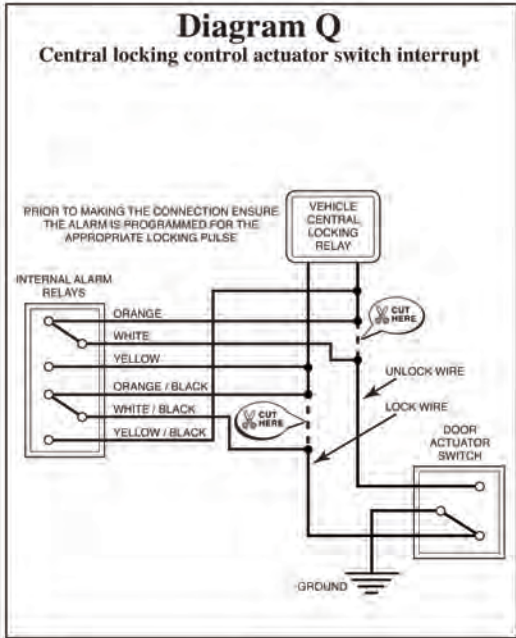 Diagram Q
Central locking control actuator switch interrupt
PRIOR TO MAKING THE CONNECTION ENSURE
THE ALARM IS PROGRAMMED FOR THE
APPROPRIATE LOCKING PULSE
VEHICLE
CENTRAL
LOCKING
RELAY
INTERNAL ALARM
RELAYS
ORANGE
WHITE
YELLOW
ORANGE / BLACK
WHITE / BLACK
YELLOW / BLACK
CUT
HERE
CUT
HERE
UNLOCK WIRE
LOCK WIRE
DOOR
ACTUATOR
SWITCH
GROUND